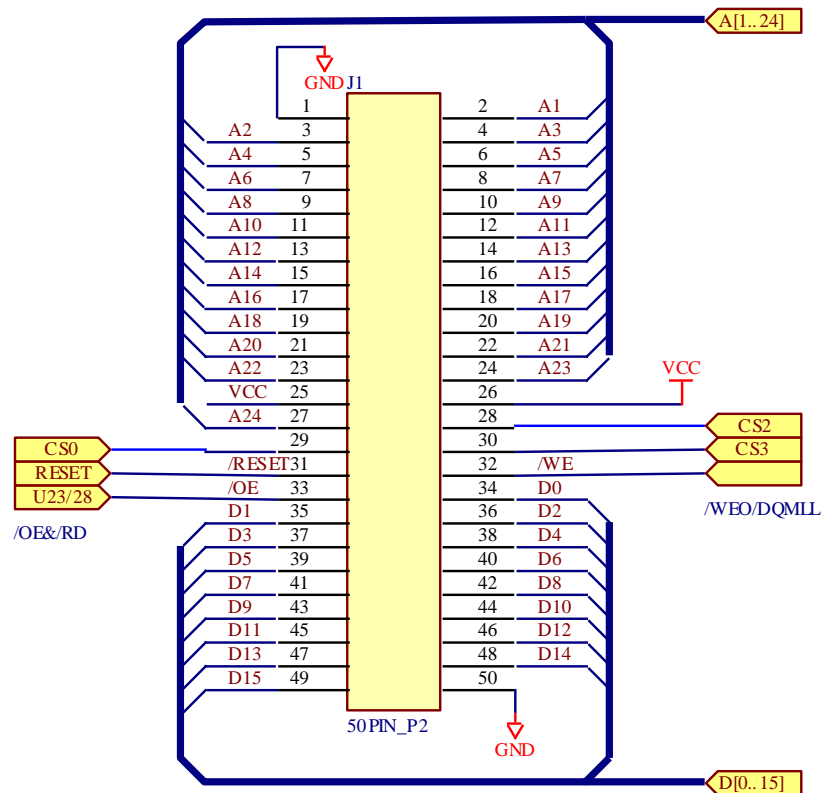 A[1..24]
GND J1
1 2 A1
A2 3 4 A3
A4 5 6 A5
A6 7 8 A7
A8 9 10 A9
A10 11 12 A11
A12 13 14 A13
A14 15 16 A15
A16 17 18 A17
A18 19 20 A19
A20 21 22 A21
A22 23 24 A23
VCC
VCC 25 26
A24 27 28 CS2
CS0 29 30 CS3
RESET /RESET 31 32 /WE
U23/28 /OE 33 34 D0
/OE&/RD D1 35 36 D2 /WEO/DQMLL
D3 37 38 D4
D5 39 40 D6
D7 41 42 D8
D9 43 44 D10
D11 45 46 D12
D13 47 48 D14
D15 49 50
50PIN_P2
GND
D[0..15]